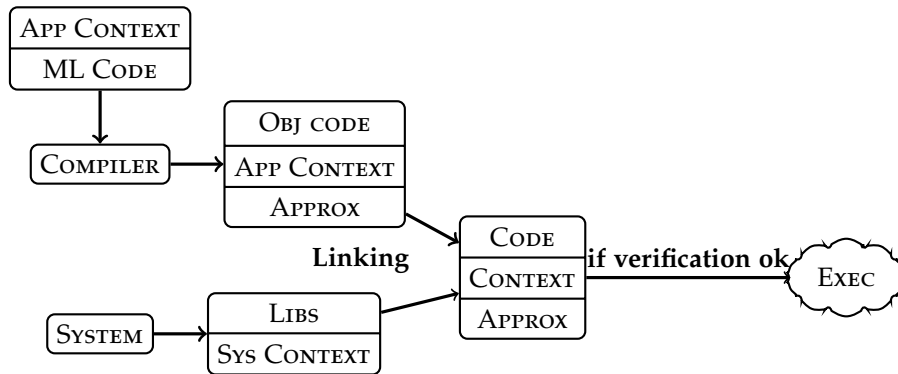 App Context
ML Code
Compiler
Obj code
App Context
Approx
Linking
System
Libs
Sys Context
Code
Context
Approx
if verification ok
Exec